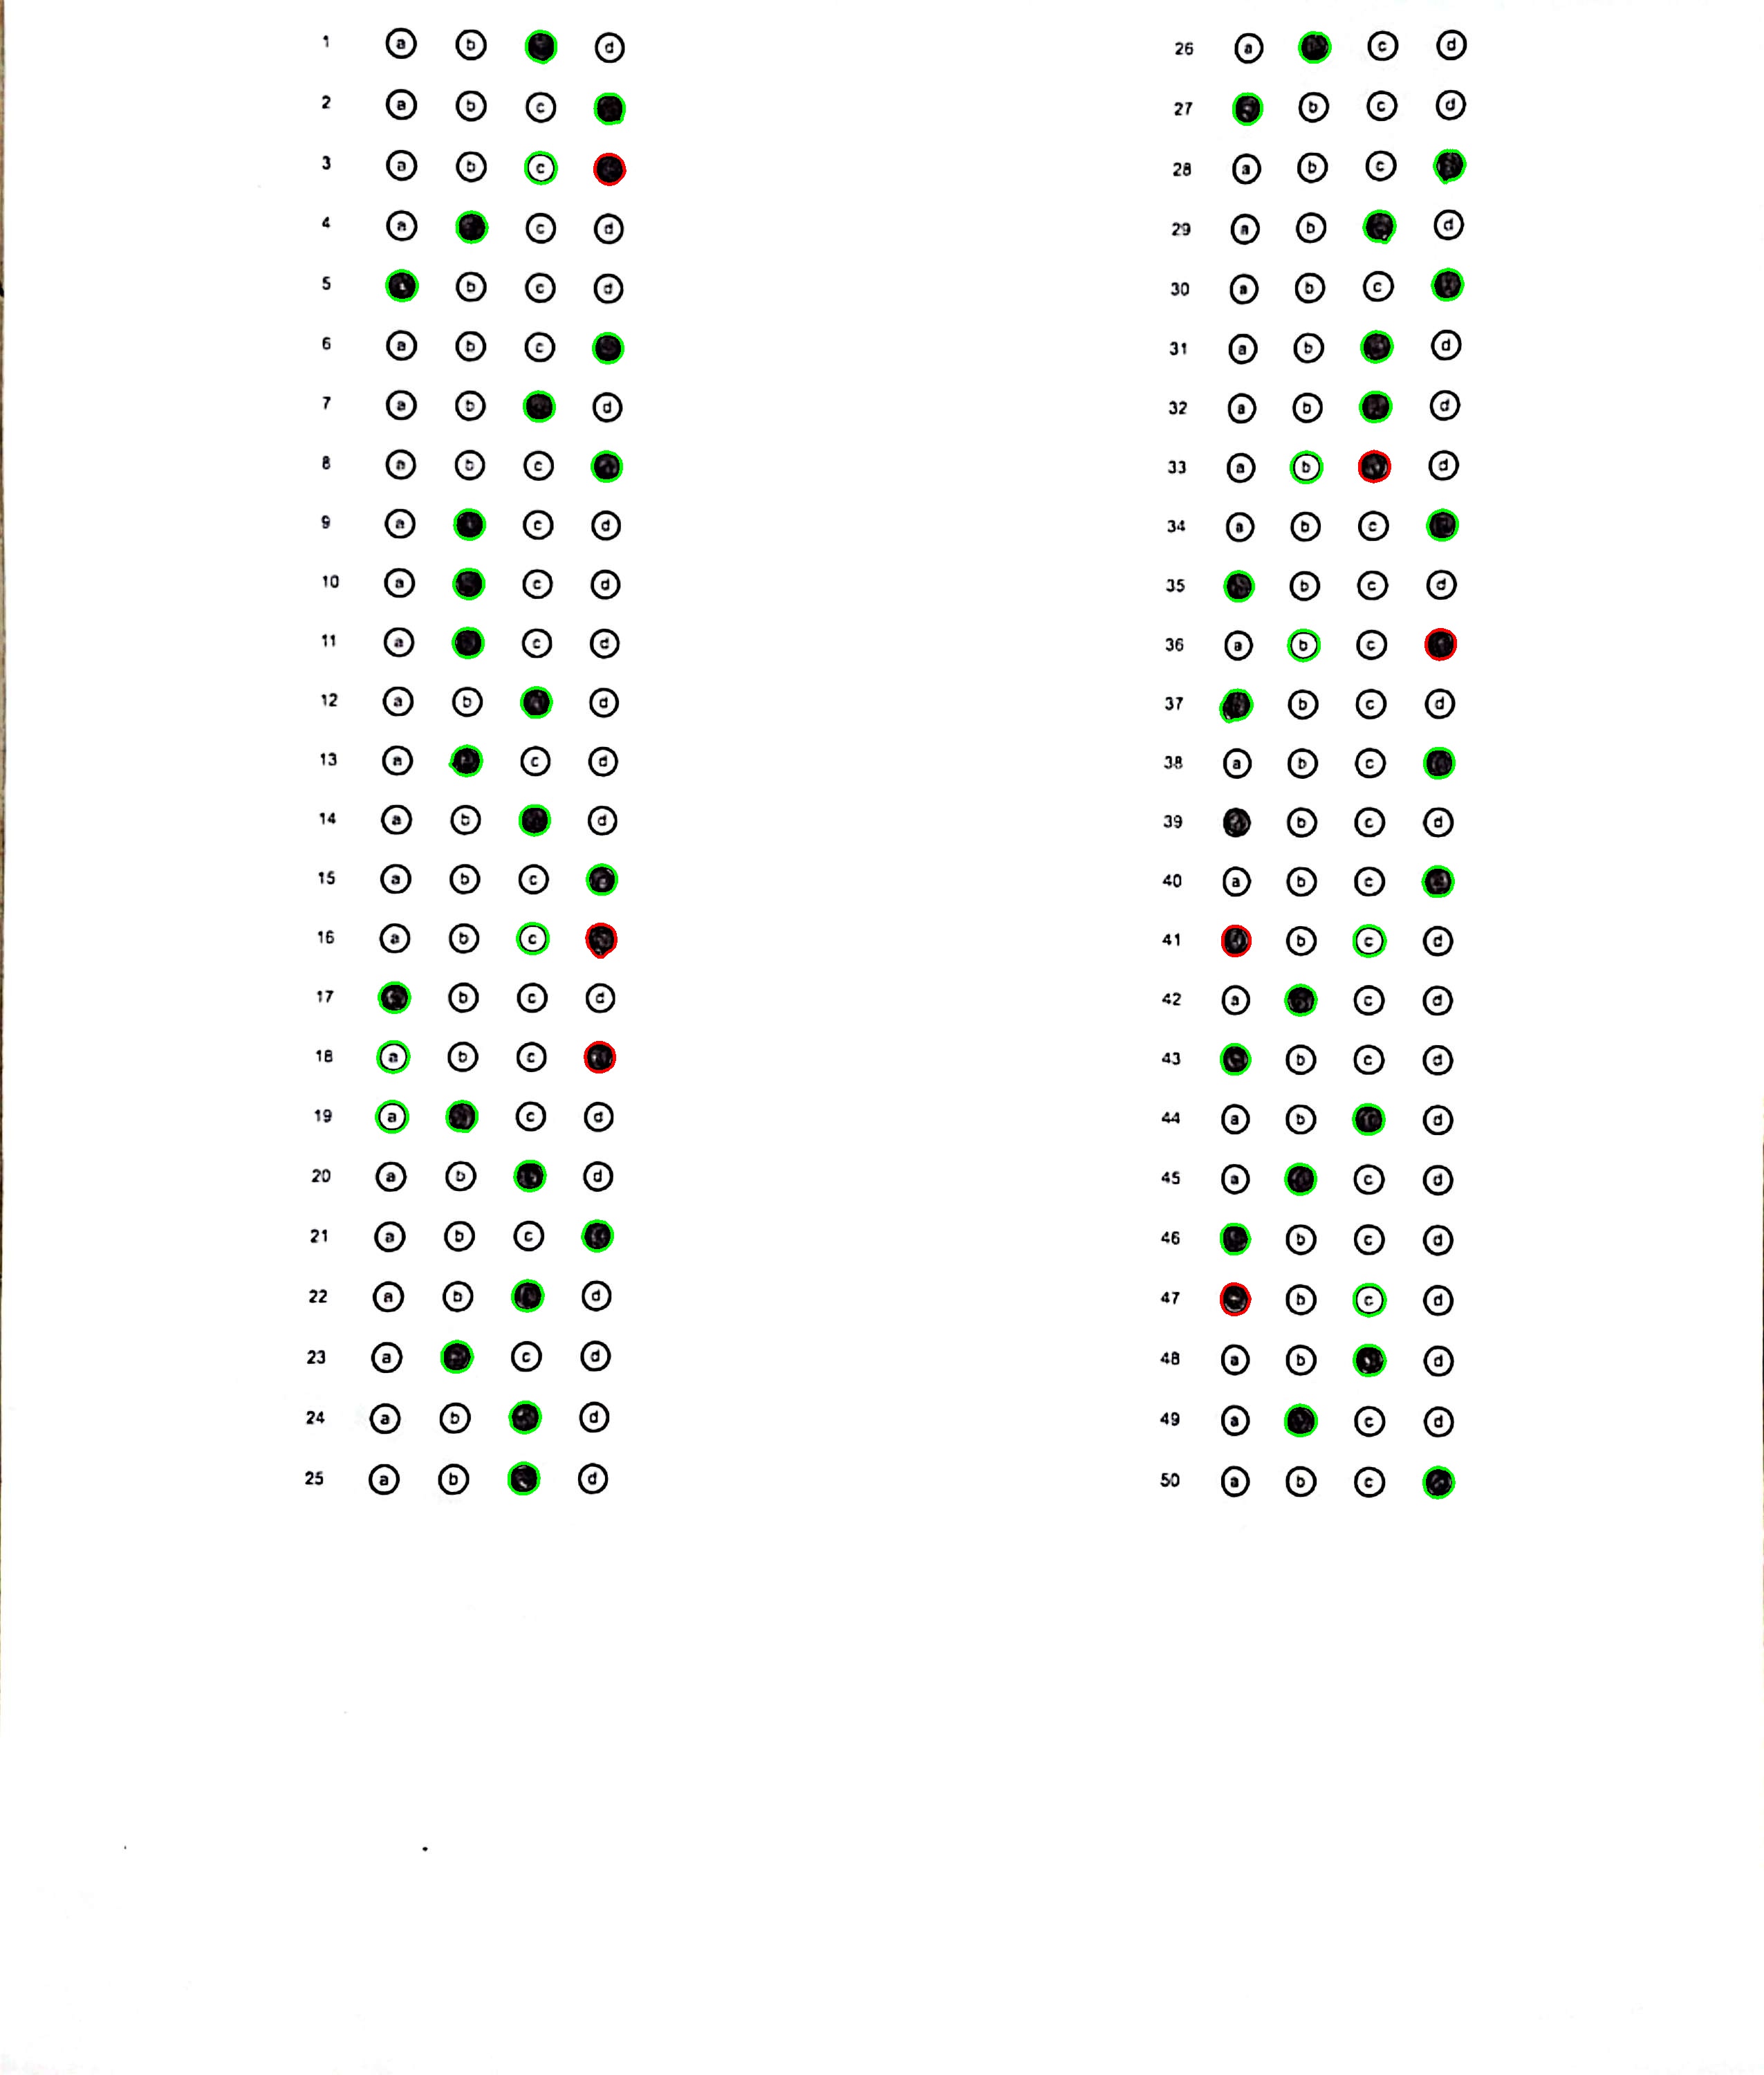 1 a b d
2 a b c
3 a b c
4 a c d
5 b c d
6 a b c
7 a b d
8 a b c
9 a c d
10 a c d
11 a c d
12 a b d
13 a c d
14 a b d
15 a b c
16 a b c
17 b c d
18 a b c
19 a c d
20 a b d
21 a b c
22 a b d
23 a c d
24 a b d
25 a b d
26 a c d
27 b c d
28 a b c
29 a b d
30 a b c
31 a b d
32 a b d
33 a b d
34 a b c
35 b c d
36 a b c
37 b c d
38 a b c
39 b c d
40 a b c
41 b c d
42 a c d
43 b c d
44 a b d
45 a c d
46 b c d
47 b c d
48 a b d
49 a c d
50 a b c